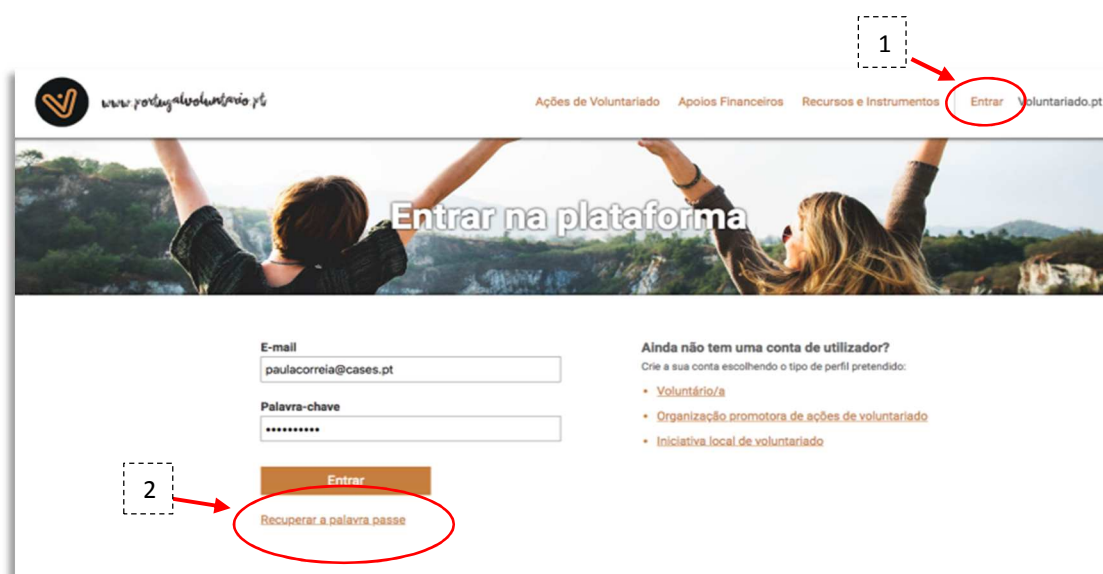 1
www.portugalvoluntario.pt
Ações de Voluntariado Apoios Financeiros Recursos e Instrumentos Entrar Voluntariado.pt
Entrar na plataforma
E-mail
paulacorreia@cases.pt
Palavra-chave
••••••••••
Entrar
2
Recuperar a palavra passe
Ainda não tem uma conta de utilizador?
Crie a sua conta escolhendo o tipo de perfil pretendido:
• Voluntário/a
• Organização promotora de ações de voluntariado
• Iniciativa local de voluntariado